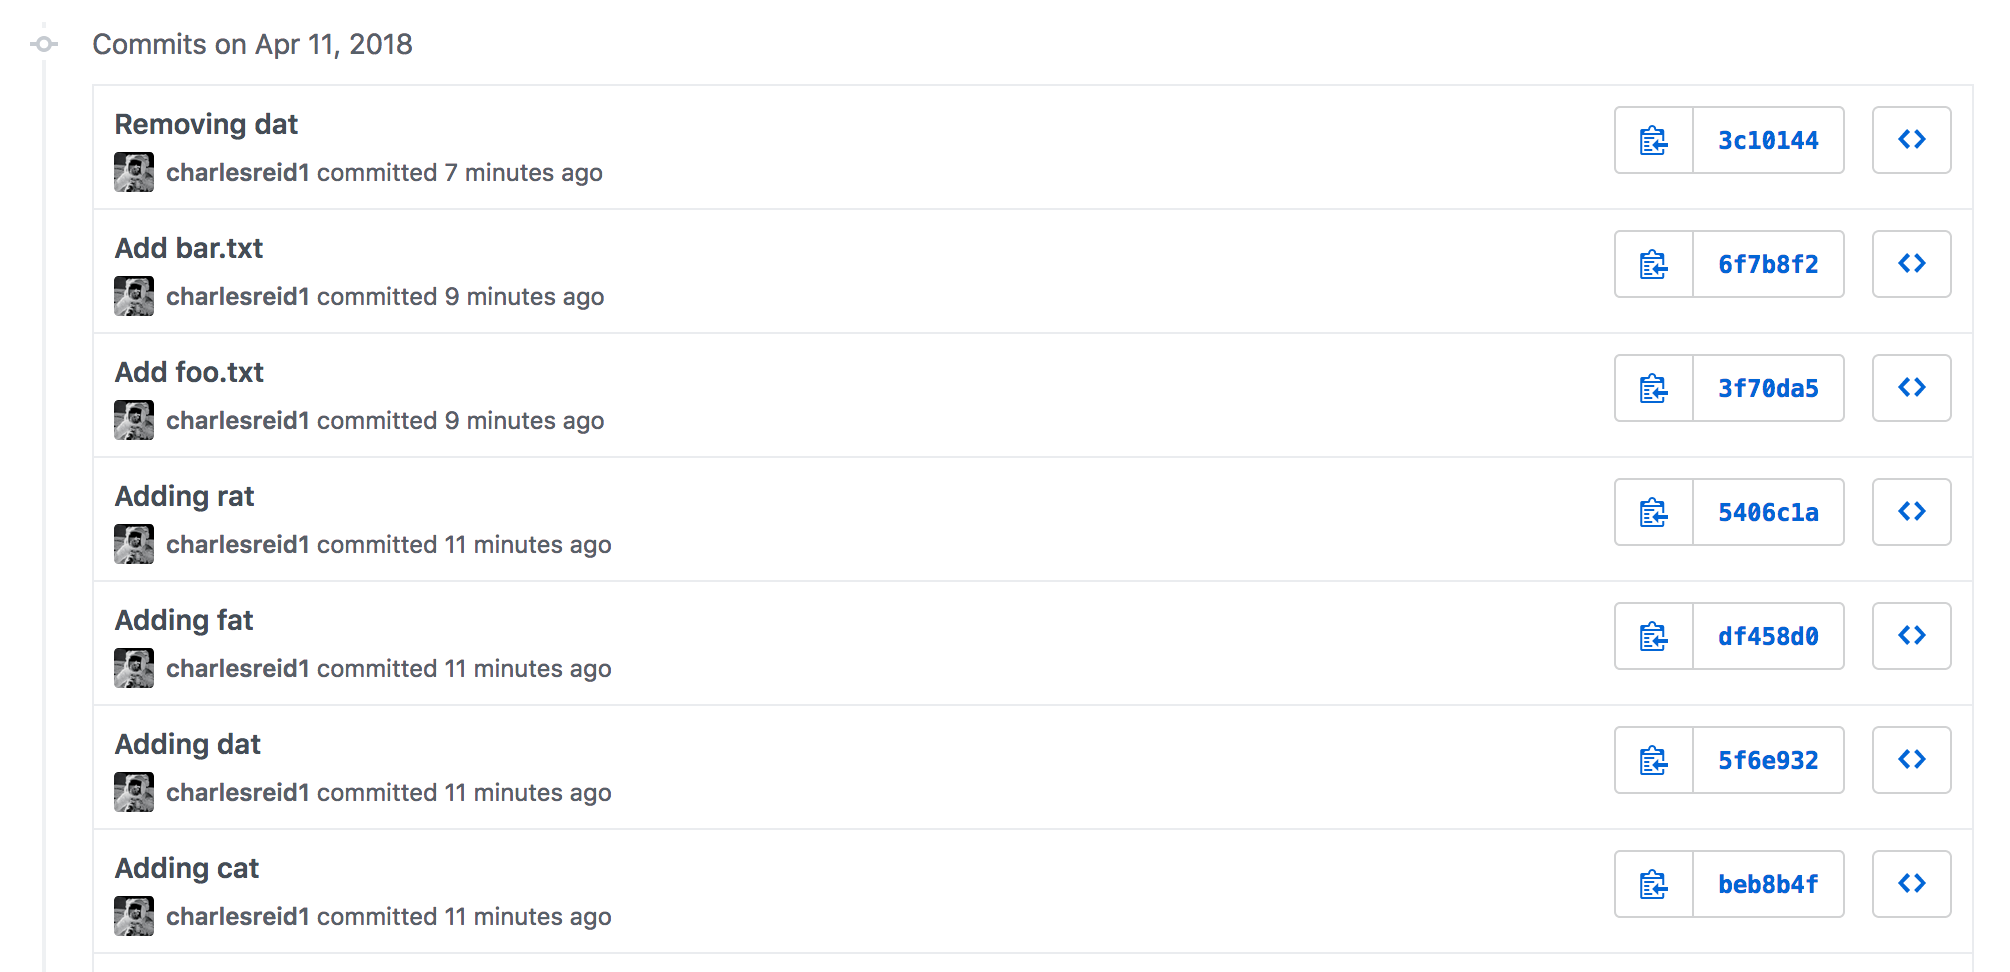 Commits on Apr 11, 2018
Removing dat
charlesreid1 committed 7 minutes ago
3c10144
Add bar.txt
charlesreid1 committed 9 minutes ago
6f7b8f2
Add foo.txt
charlesreid1 committed 9 minutes ago
3f70da5
Adding rat
charlesreid1 committed 11 minutes ago
5406c1a
Adding fat
charlesreid1 committed 11 minutes ago
df458d0
Adding dat
charlesreid1 committed 11 minutes ago
5f6e932
Adding cat
charlesreid1 committed 11 minutes ago
beb8b4f